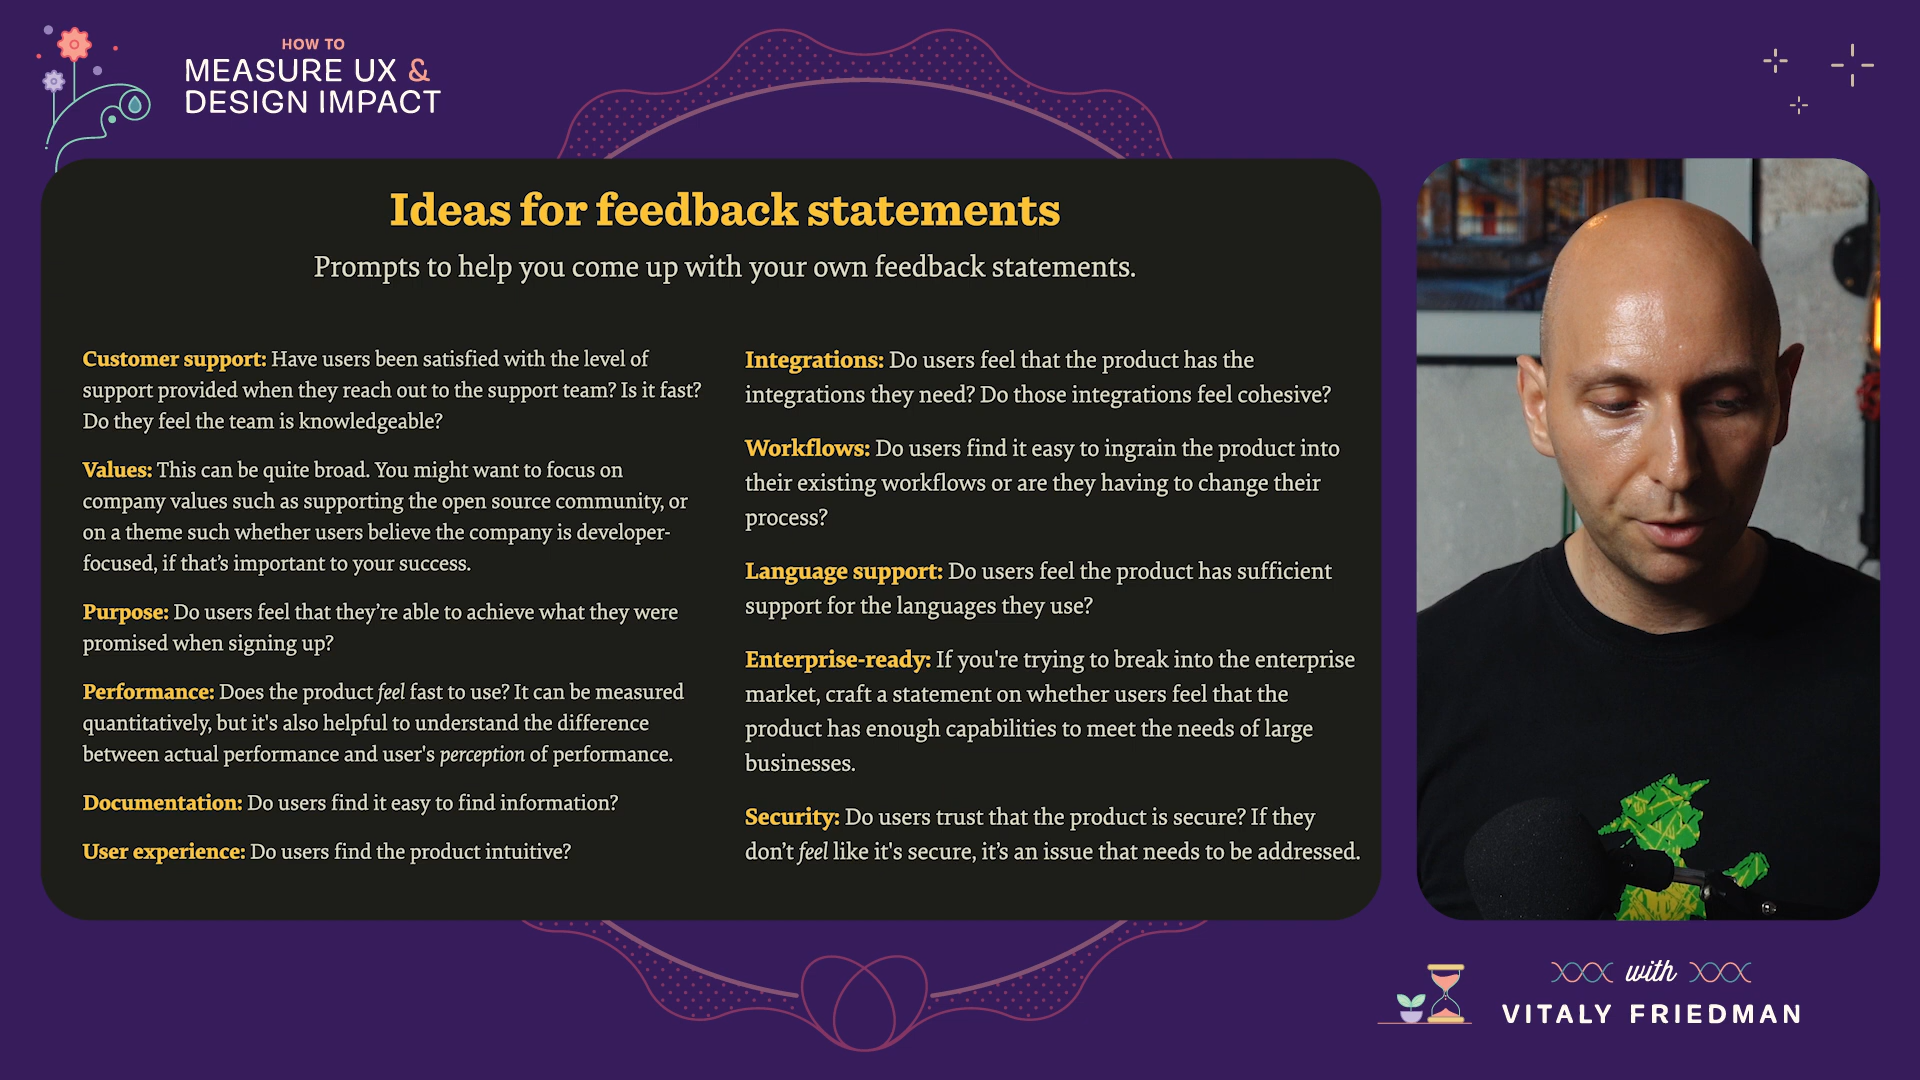 HOW TO
MEASURE UX &
DESIGN IMPACT
Ideas for feedback statements
Prompts to help you come up with your own feedback statements.
Customer support: Have users been satisfied with the level of
support provided when they reach out to the support team? Is it fast?
Do they feel the team is knowledgeable?
Values: This can be quite broad. You might want to focus on
company values such as supporting the open source community, or
on a theme such whether users believe the company is developer-
focused, if that’s important to your success.
Purpose: Do users feel that they’re able to achieve what they were
promised when signing up?
Performance: Does the product feel fast to use? It can be measured
quantitatively, but it's also helpful to understand the difference
between actual performance and user's perception of performance.
Documentation: Do users find it easy to find information?
User experience: Do users find the product intuitive?
Integrations: Do users feel that the product has the
integrations they need? Do those integrations feel cohesive?
Workflows: Do users find it easy to ingrain the product into
their existing workflows or are they having to change their
process?
Language support: Do users feel the product has sufficient
support for the languages they use?
Enterprise-ready: If you're trying to break into the enterprise
market, craft a statement on whether users feel that the
product has enough capabilities to meet the needs of large
businesses.
Security: Do users trust that the product is secure? If they
don’t feel like it's secure, it’s an issue that needs to be addressed.
with
VITALY FRIEDMAN